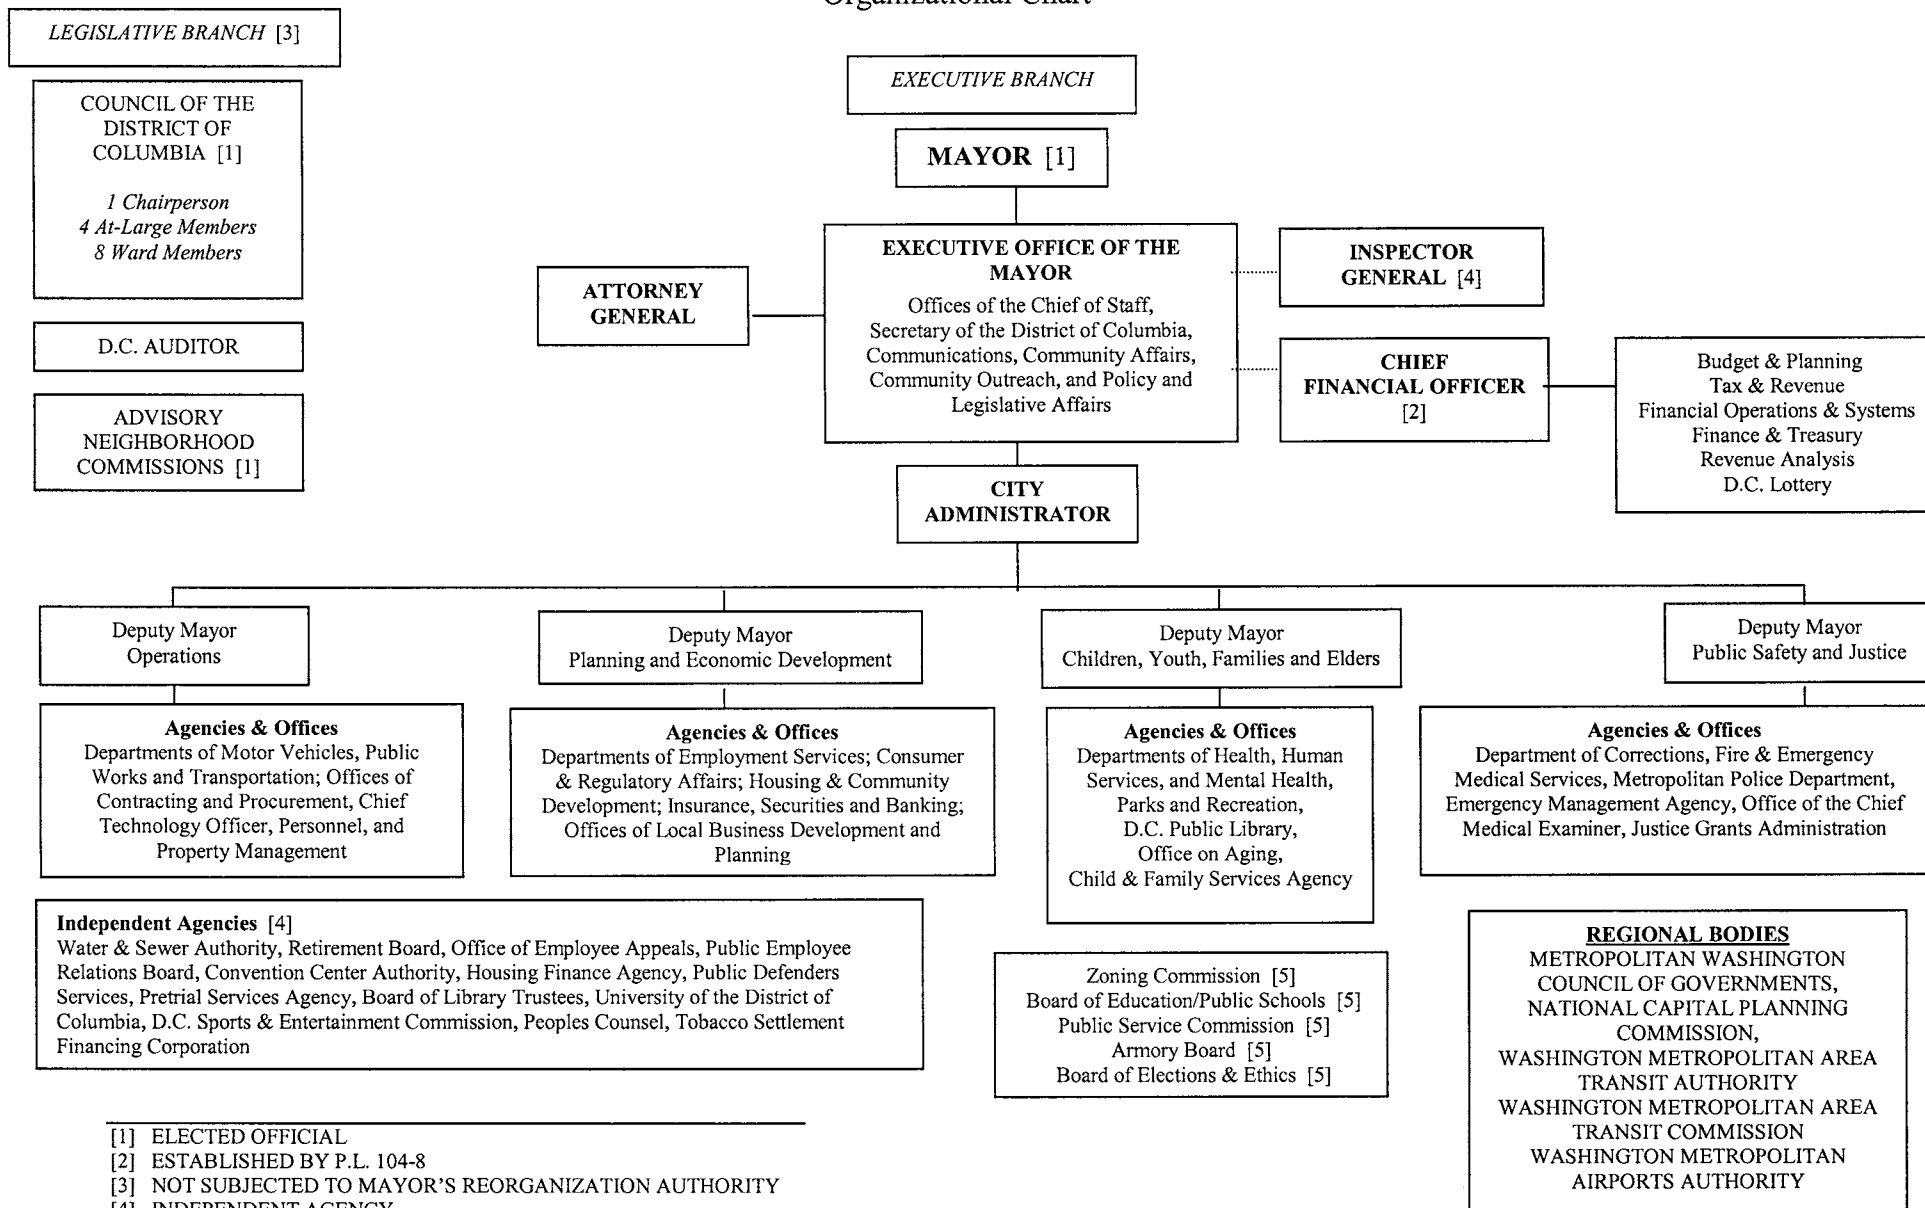 Organizational Chart
LEGISLATIVE BRANCH [3]
COUNCIL OF THE
DISTRICT OF
COLUMBIA [1]
1 Chairperson
4 At-Large Members
8 Ward Members
D.C. AUDITOR
ADVISORY
NEIGHBORHOOD
COMMISSIONS [1]
EXECUTIVE BRANCH
MAYOR [1]
EXECUTIVE OFFICE OF THE
MAYOR
Offices of the Chief of Staff,
Secretary of the District of Columbia,
Communications, Community Affairs,
Community Outreach, and Policy and
Legislative Affairs
ATTORNEY
GENERAL
INSPECTOR
GENERAL [4]
CHIEF
FINANCIAL OFFICER
[2]
Budget & Planning
Tax & Revenue
Financial Operations & Systems
Finance & Treasury
Revenue Analysis
D.C. Lottery
CITY
ADMINISTRATOR
Deputy Mayor
Operations
Deputy Mayor
Planning and Economic Development
Deputy Mayor
Children, Youth, Families and Elders
Deputy Mayor
Public Safety and Justice
Agencies & Offices
Departments of Motor Vehicles, Public
Works and Transportation; Offices of
Contracting and Procurement, Chief
Technology Officer, Personnel, and
Property Management
Agencies & Offices
Departments of Employment Services; Consumer
& Regulatory Affairs; Housing & Community
Development; Insurance, Securities and Banking;
Offices of Local Business Development and
Planning
Agencies & Offices
Departments of Health, Human
Services, and Mental Health,
Parks and Recreation,
D.C. Public Library,
Office on Aging,
Child & Family Services Agency
Agencies & Offices
Department of Corrections, Fire & Emergency
Medical Services, Metropolitan Police Department,
Emergency Management Agency, Office of the Chief
Medical Examiner, Justice Grants Administration
Independent Agencies [4]
Water & Sewer Authority, Retirement Board, Office of Employee Appeals, Public Employee
Relations Board, Convention Center Authority, Housing Finance Agency, Public Defenders
Services, Pretrial Services Agency, Board of Library Trustees, University of the District of
Columbia, D.C. Sports & Entertainment Commission, Peoples Counsel, Tobacco Settlement
Financing Corporation
Zoning Commission [5]
Board of Education/Public Schools [5]
Public Service Commission [5]
Armory Board [5]
Board of Elections & Ethics [5]
REGIONAL BODIES
METROPOLITAN WASHINGTON
COUNCIL OF GOVERNMENTS,
NATIONAL CAPITAL PLANNING
COMMISSION,
WASHINGTON METROPOLITAN AREA
TRANSIT AUTHORITY
WASHINGTON METROPOLITAN AREA
TRANSIT COMMISSION
WASHINGTON METROPOLITAN
AIRPORTS AUTHORITY
[1] ELECTED OFFICIAL
[2] ESTABLISHED BY P.L. 104-8
[3] NOT SUBJECTED TO MAYOR'S REORGANIZATION AUTHORITY
[4] INDEPENDENT AGENCY